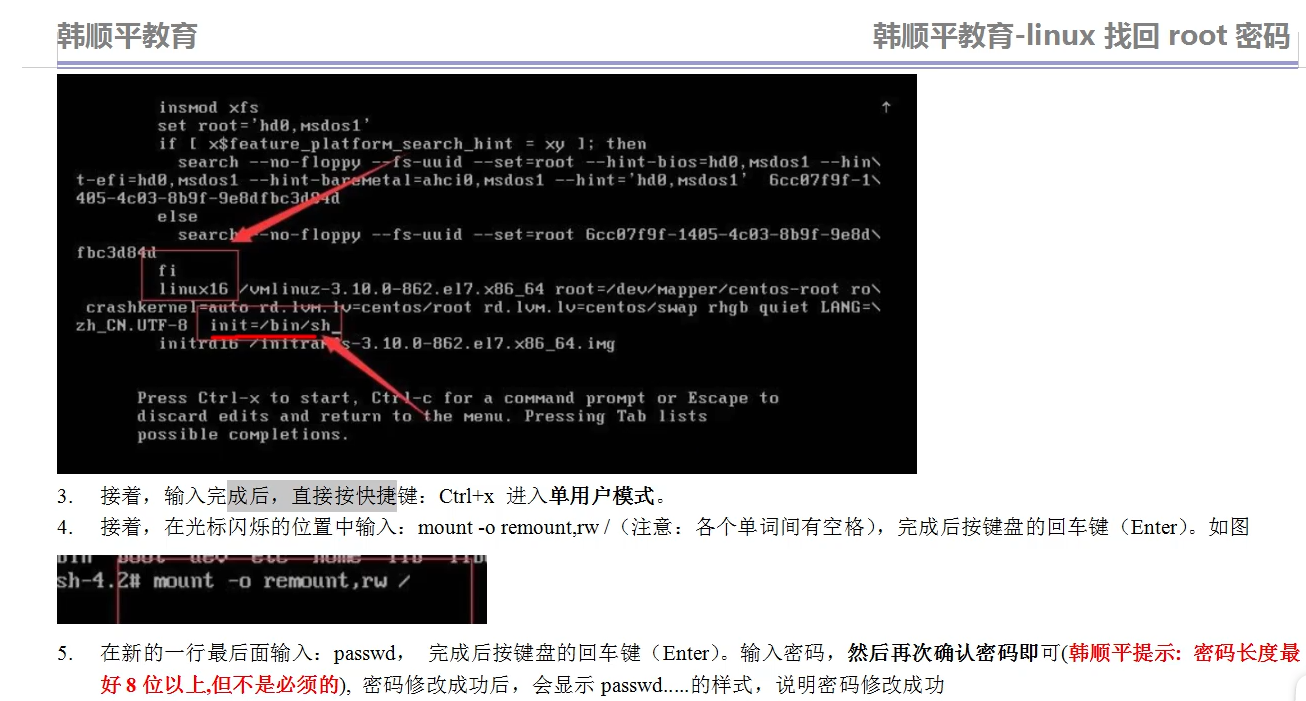 韩顺平教育
韩顺平教育-linux 找回 root 密码
insmod xfs
set root='hd0,msdos1'
if [ x$feature_platform_search_hint = xy ]; then
search --no-floppy --fs-uuid --set=root --hint-bios=hd0,msdos1 --hin\
t-efi=hd0,msdos1 --hint-baremetal=ahci0,msdos1 --hint='hd0,msdos1' 6cc07f9f-1\
405-4c03-8b9f-9e8dfbc3d84d
else
search --no-floppy --fs-uuid --set=root 6cc07f9f-1405-4c03-8b9f-9e8d\
fbc3d84d
fi
linux16 /vmlinuz-3.10.0-862.el7.x86_64 root=/dev/mapper/centos-root ro\
crashkernel=auto rd.lvm.lv=centos/root rd.lvm.lv=centos/swap rhgb quiet LANG=\
zh_CN.UTF-8 init=/bin/sh_
initrd16 /initramfs-3.10.0-862.el7.x86_64.img
Press Ctrl-x to start, Ctrl-c for a command prompt or Escape to
discard edits and return to the menu. Pressing Tab lists
possible completions.
3. 接着，输入完成后，直接按快捷键：Ctrl+x 进入单用户模式。
4. 接着，在光标闪烁的位置中输入：mount -o remount,rw /（注意：各个单词间有空格），完成后按键盘的回车键（Enter）。如图
bin boot dev etc home lib
sh-4.2# mount -o remount,rw /
5. 在新的一行最后面输入：passwd， 完成后按键盘的回车键（Enter）。输入密码，然后再次确认密码即可(韩顺平提示: 密码长度最
好 8 位以上,但不是必须的), 密码修改成功后，会显示 passwd.....的样式，说明密码修改成功